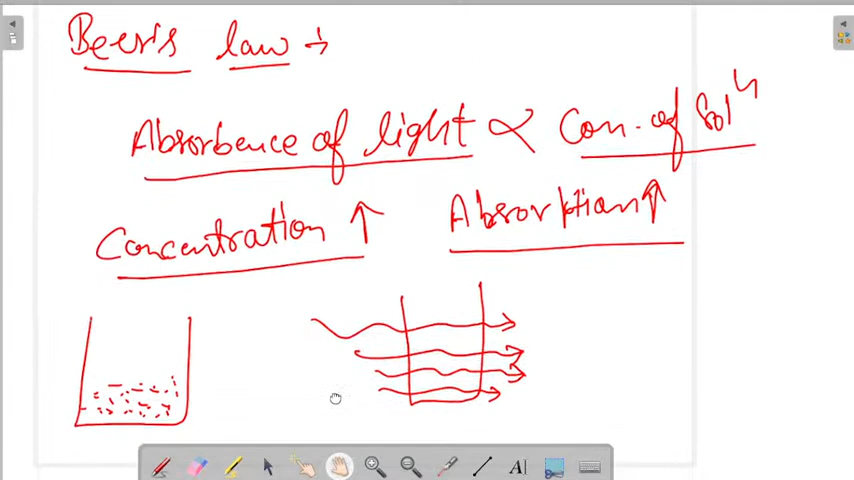 Beer's law ÷
Absorbence of light ∝ Con. of Solⁿ
Concentration ↑ Absorption ↑
A